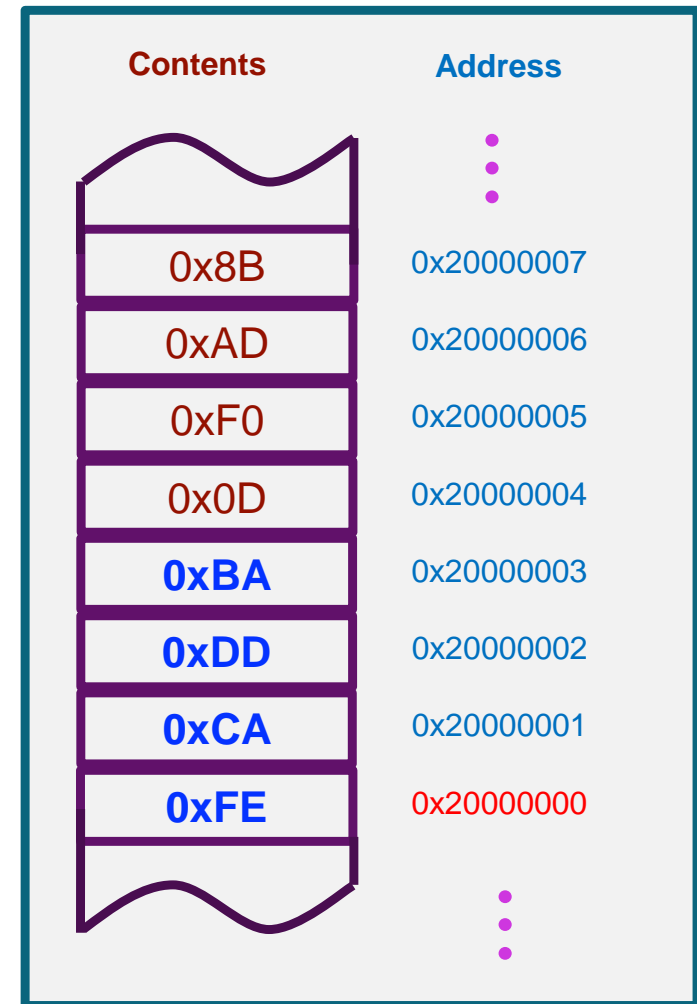 Contents Address
0x8B 0x20000007
0xAD 0x20000006
0xF0 0x20000005
0x0D 0x20000004
0xBA 0x20000003
0xDD 0x20000002
0xCA 0x20000001
0xFE 0x20000000